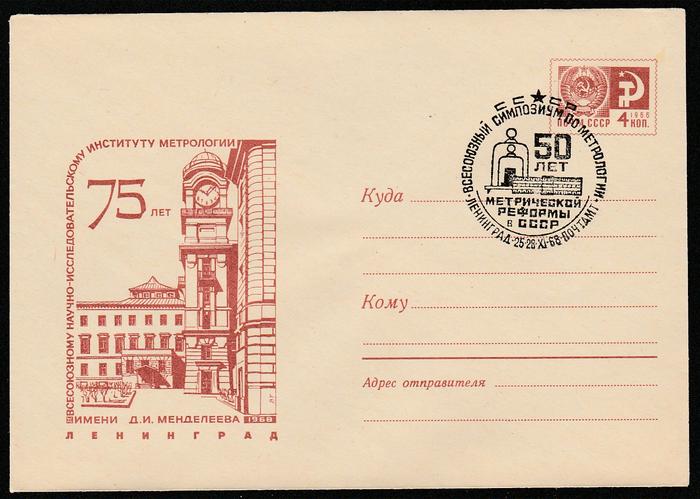 ВСЕСОЮЗНОМУ НАУЧНО-ИССЛЕДОВАТЕЛЬСКОМУ ИНСТИТУТУ МЕТРОЛОГИИ
75 ЛЕТ
ИМЕНИ Д.И. МЕНДЕЛЕЕВА 1968
ЛЕНИНГРАД
ПОЧТА СССР
1966
4 КОП.
СССР
ВСЕСОЮЗНЫЙ СИМПОЗИУМ ПО МЕТРОЛОГИИ
50
ЛЕТ
МЕТРИЧЕСКОЙ
РЕФОРМЫ
В СССР
ЛЕНИНГРАД-25-28-XI-68-ПОЧТАМТ
Куда
Кому
Адрес отправителя